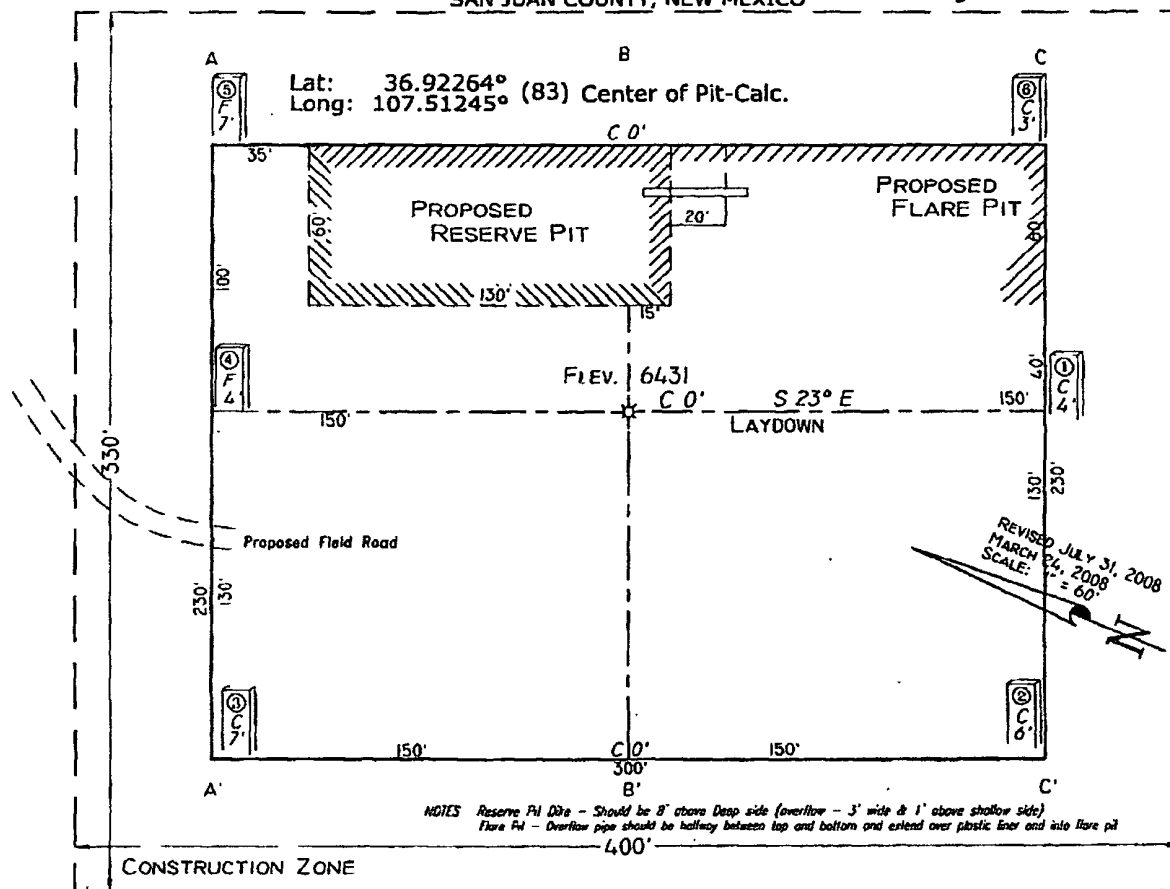 SAN JUAN COUNTY, NEW MEXICO
A
B
C
Lat: 36.92264° (83) Center of Pit-Calc.
Long: 107.51245°
⑤
F
7'
C 0'
⑥
C
3'
35'
PROPOSED
RESERVE PIT
PROPOSED
FLARE PIT
20'
60'
60'
100'
130'
15'
④
F
4'
ELEV. 6431
C 0'
S 23° E
40'
①
C
4'
150'
150'
LAYDOWN
330'
130'
230'
Proposed Field Road
REVISED JULY 31, 2008
MARCH 24, 2008
SCALE: 1" = 60'
N
230'
130'
③
C
7'
②
C
6'
150'
C 0'
150'
300'
A'
B'
C'
NOTES Reserve Pit Dike - Should be 8' above Deep side (overflow - 3' wide & 1' above shallow side)
Flare Pit - Overflow pipe should be halfway between top and bottom and extend over plastic liner and into flare pit
400'
CONSTRUCTION ZONE